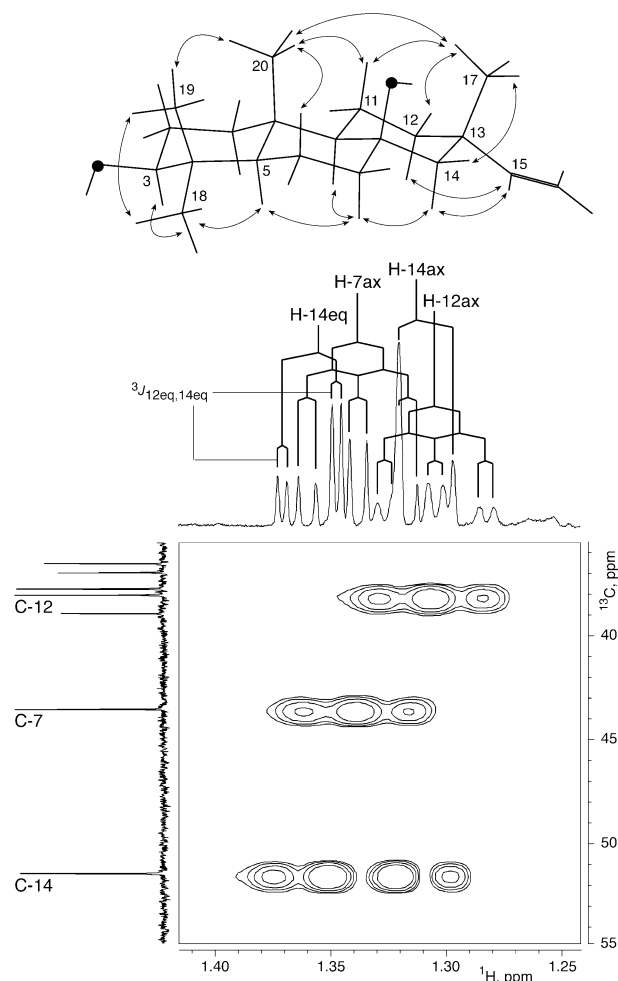 20
19
11
17
12
13
3
5
14
15
18
H-14ax
H-7ax
H-12ax
H-14eq
³J12eq,14eq
C-12
¹³C, ppm
40
C-7
45
50
C-14
55
1.40
1.35
1.30
1.25
¹H, ppm